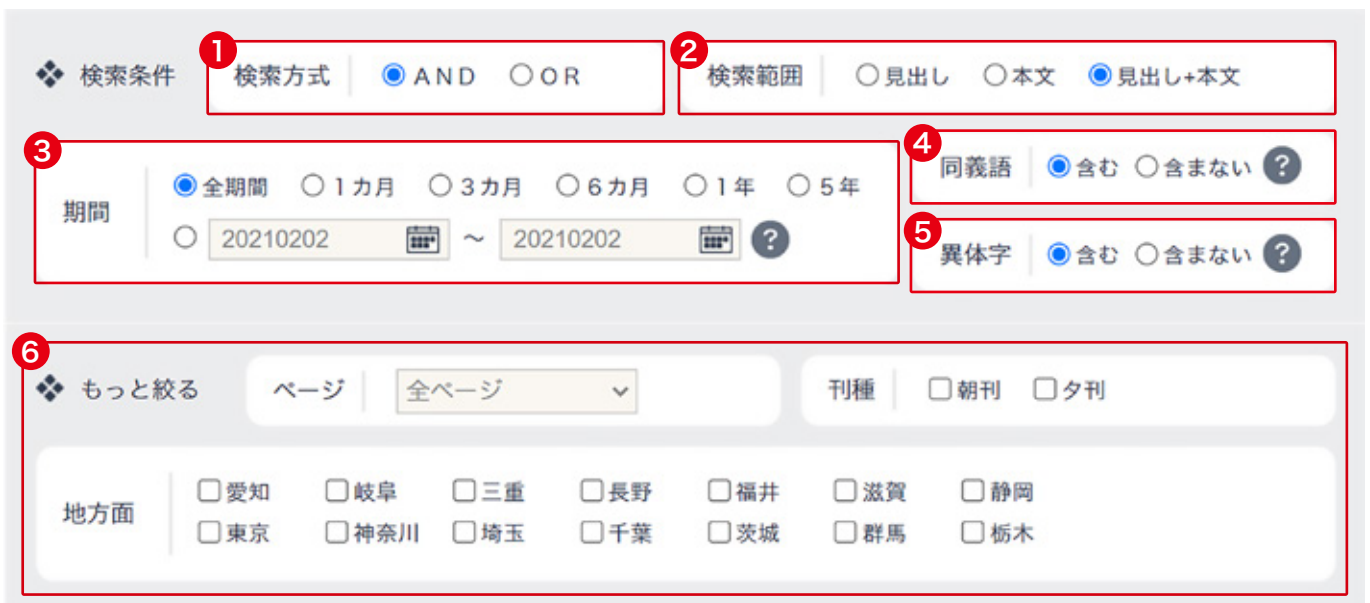 1 2
❖ 検索条件 検索方式 AND OR 検索範囲 見出し 本文 見出し+本文
3 4
期間 全期間 1カ月 3カ月 6カ月 1年 5年
20210202 ～ 20210202 ?
同義語 含む 含まない ?
5
異体字 含む 含まない ?
6
❖ もっと絞る ページ 全ページ 刊種 朝刊 夕刊
地方面 愛知 岐阜 三重 長野 福井 滋賀 静岡
東京 神奈川 埼玉 千葉 茨城 群馬 栃木